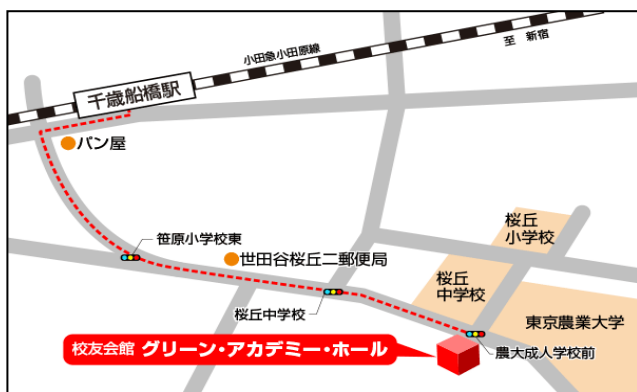 小田急小田原線
至 新宿
千歳船橋駅
パン屋
笹原小学校東
世田谷桜丘二郵便局
桜丘
小学校
桜丘
中学校
桜丘中学校
東京農業大学
農大成人学校前
校友会館 グリーン・アカデミー・ホール